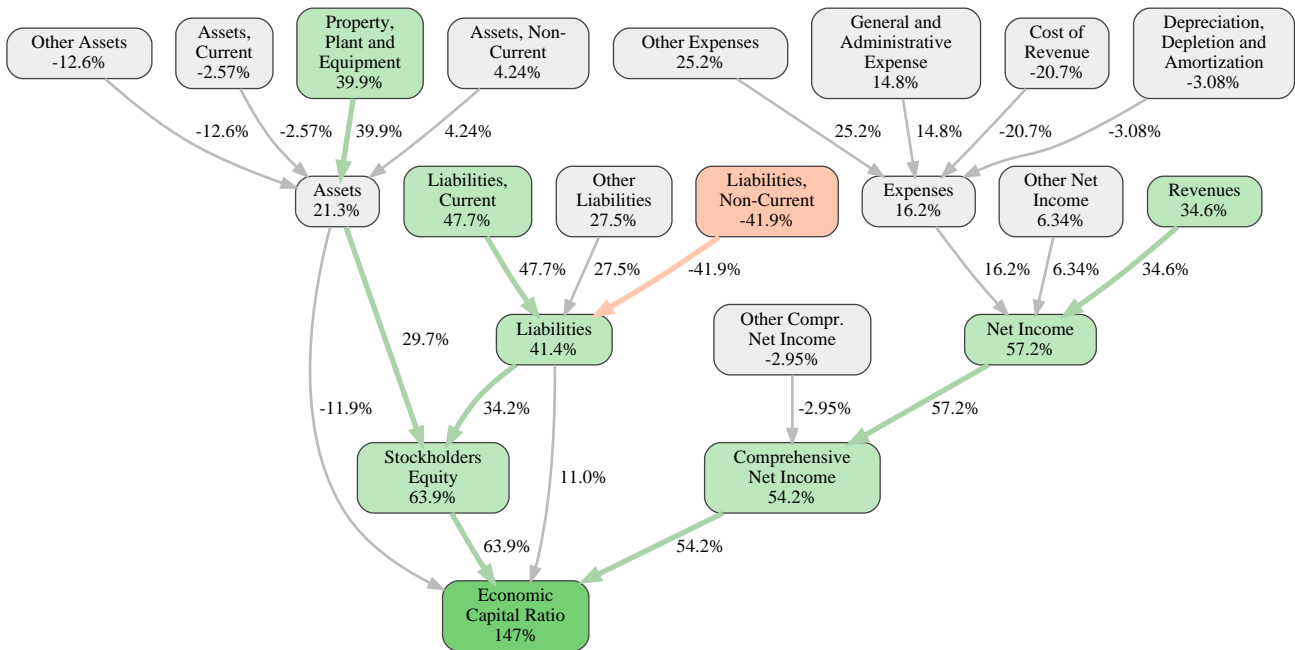 Other Assets
-12.6%
Assets,
Current
-2.57%
Property,
Plant and
Equipment
39.9%
Assets, Non-
Current
4.24%
Other Expenses
25.2%
General and
Administrative
Expense
14.8%
Cost of
Revenue
-20.7%
Depreciation,
Depletion and
Amortization
-3.08%
-12.6%
-2.57%
39.9%
4.24%
25.2%
14.8%
-20.7%
-3.08%
Assets
21.3%
Liabilities,
Current
47.7%
Other
Liabilities
27.5%
Liabilities,
Non-Current
-41.9%
Expenses
16.2%
Other Net
Income
6.34%
Revenues
34.6%
47.7%
27.5%
-41.9%
16.2%
6.34%
34.6%
29.7%
Liabilities
41.4%
Other Compr.
Net Income
-2.95%
Net Income
57.2%
-11.9%
34.2%
-2.95%
57.2%
Stockholders
Equity
63.9%
11.0%
Comprehensive
Net Income
54.2%
63.9%
54.2%
Economic
Capital Ratio
147%